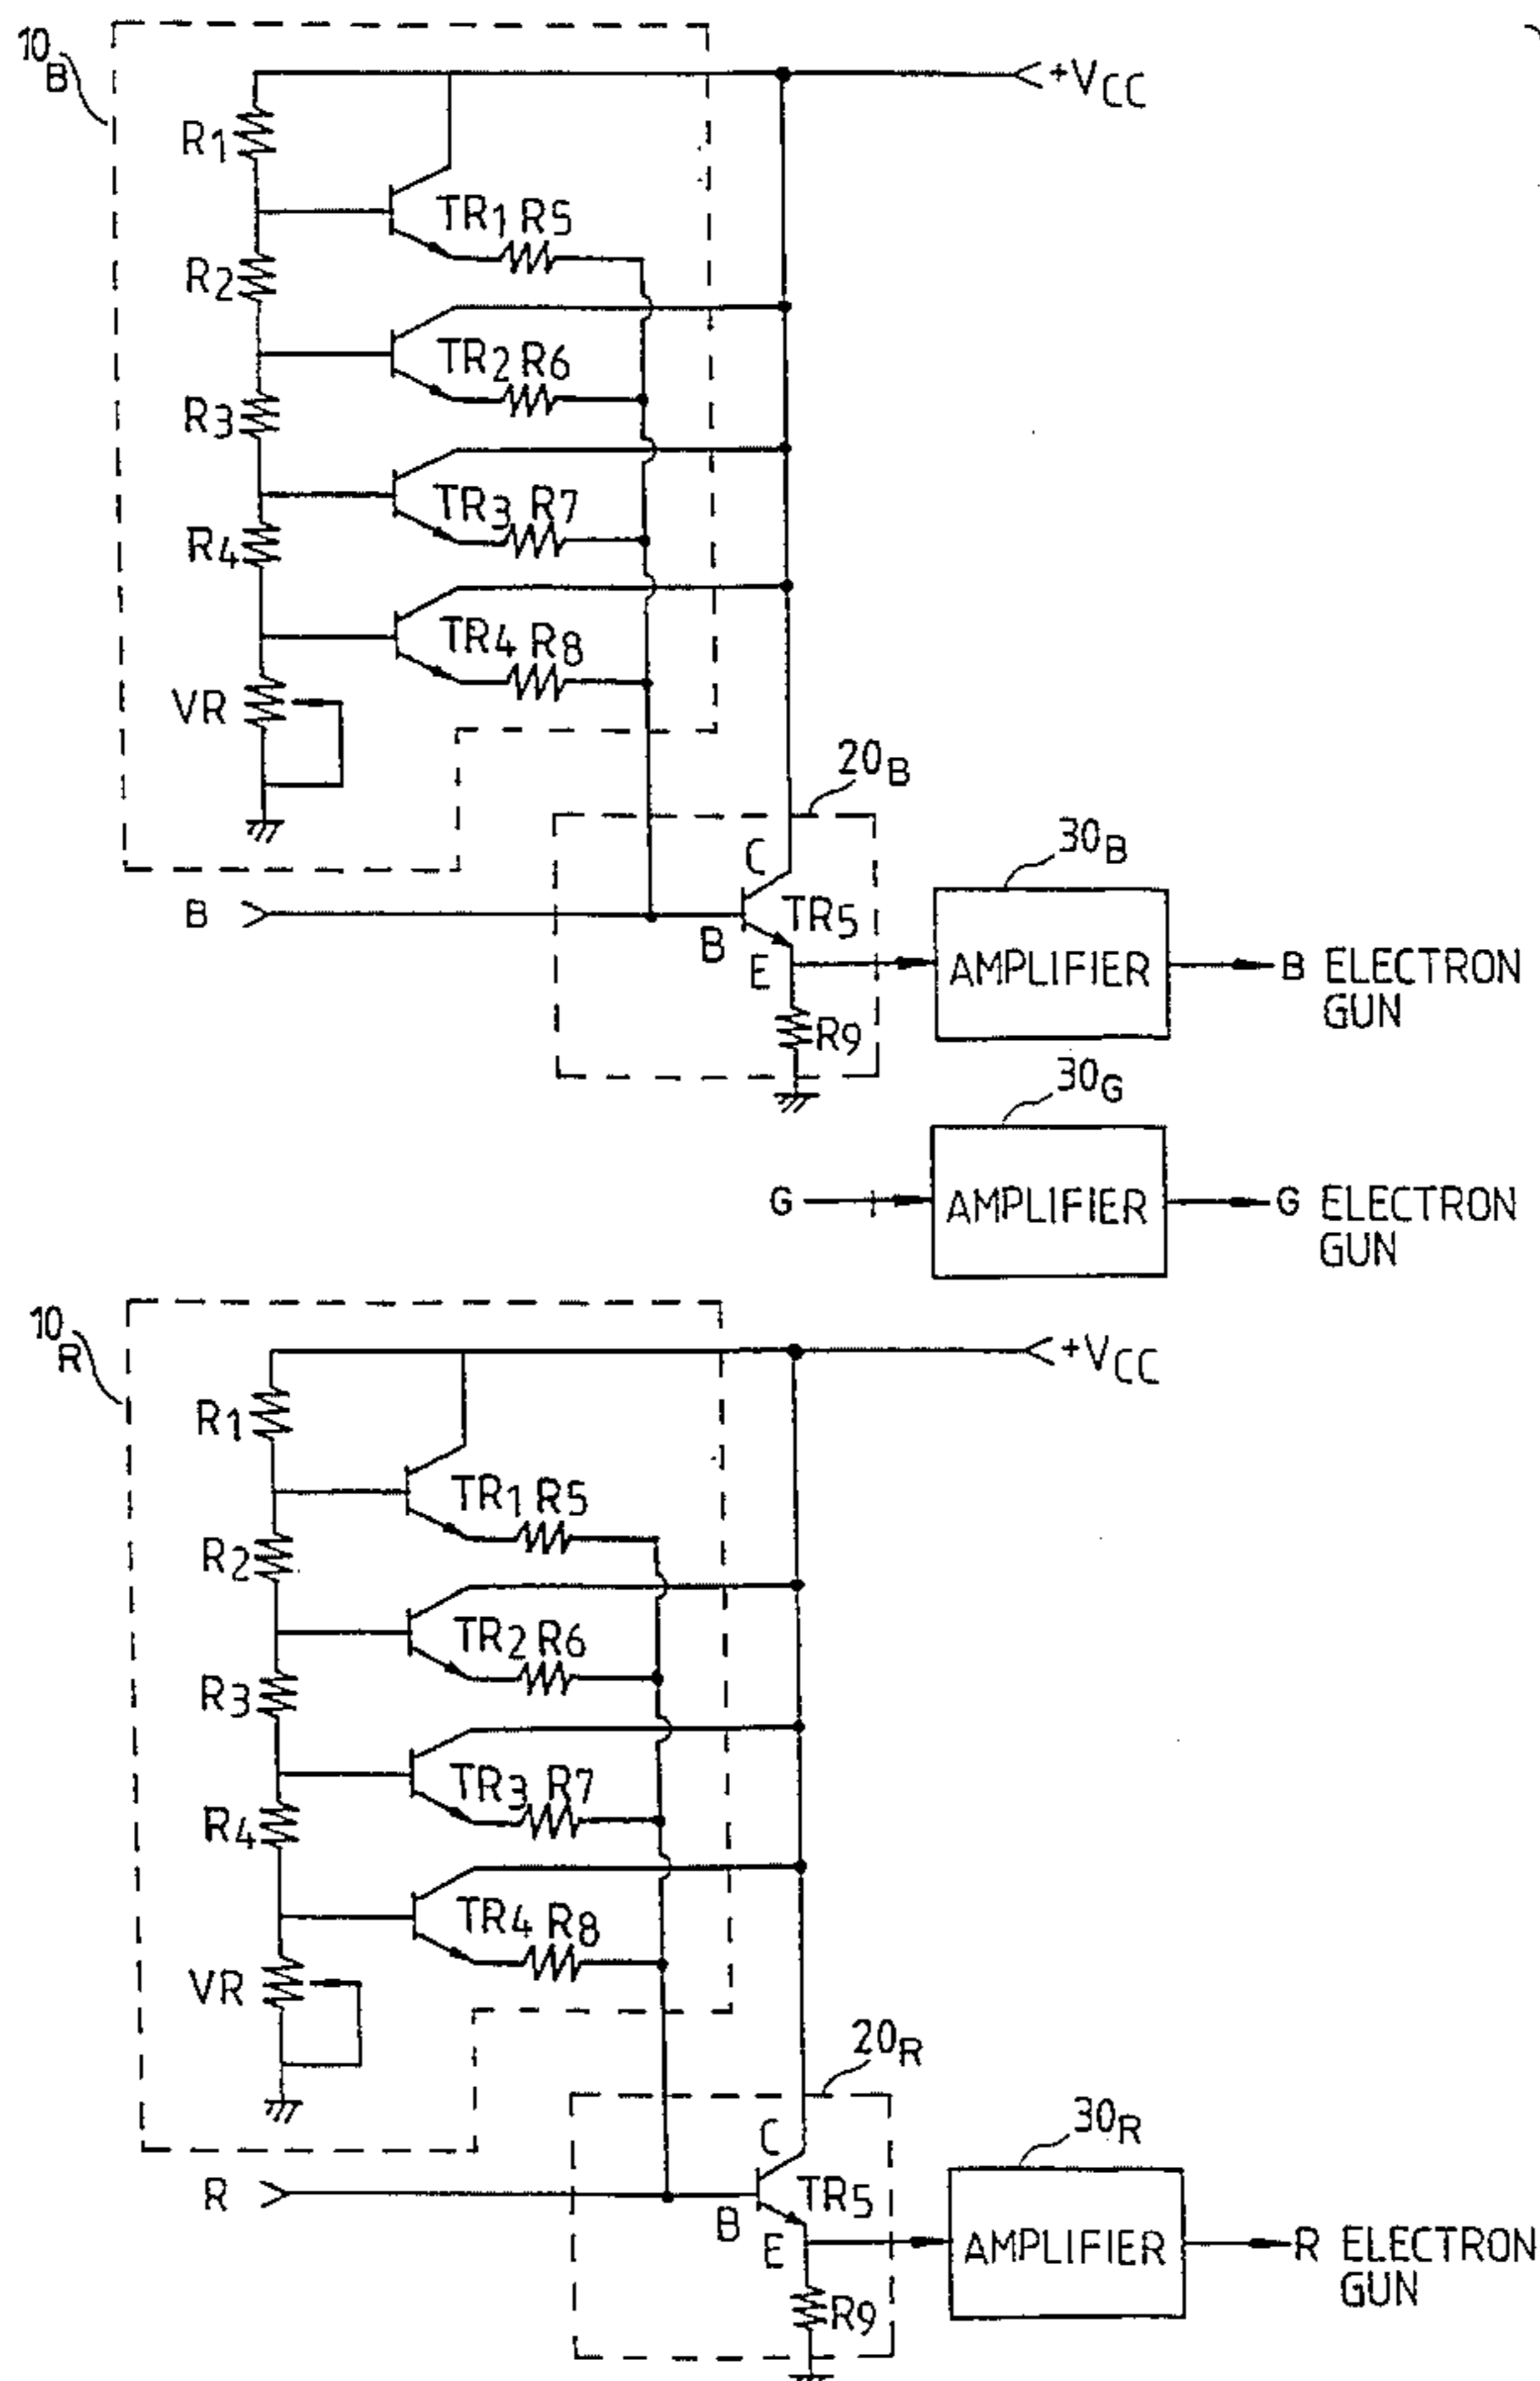 10B
+VCC
R1
TR1 R5
R2
TR2 R6
R3
TR3 R7
R4
TR4 R8
VR
20B
C
30B
B
TR5
B
E
AMPLIFIER
B ELECTRON
GUN
R9
30G
G
AMPLIFIER
G ELECTRON
GUN
10R
+VCC
R1
TR1 R5
R2
TR2 R6
R3
TR3 R7
R4
TR4 R8
VR
20R
C
30R
R
TR5
B
E
AMPLIFIER
R ELECTRON
GUN
R9